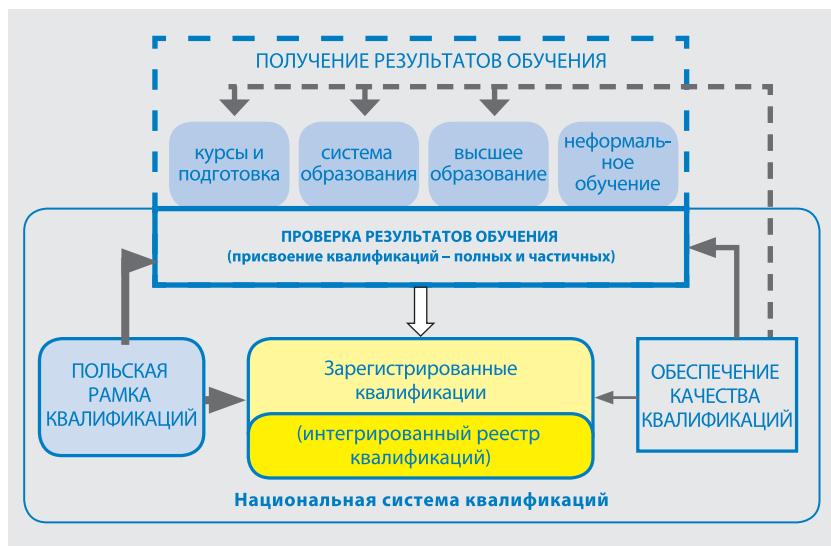 ПОЛУЧЕНИЕ РЕЗУЛЬТАТОВ ОБУЧЕНИЯ
курсы и
подготовка
система
образования
высшее
образование
неформаль-
ное
обучение
ПРОВЕРКА РЕЗУЛЬТАТОВ ОБУЧЕНИЯ
(присвоение квалификаций – полных и частичных)
ПОЛЬСКАЯ
РАМКА
КВАЛИФИКАЦИЙ
Зарегистрированные
квалификации
(интегрированный реестр
квалификаций)
ОБЕСПЕЧЕНИЕ
КАЧЕСТВА
КВАЛИФИКАЦИЙ
Национальная система квалификаций